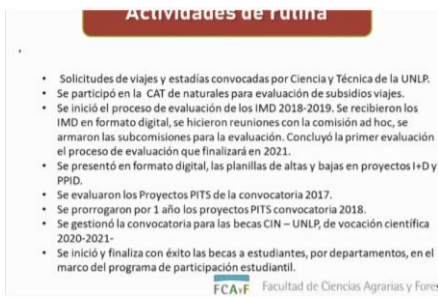 Actividades de rutina
• Solicitudes de viajes y estadías convocadas por Ciencia y Técnica de la UNLP.
• Se participó en la CAT de naturales para evaluación de subsidios viajes.
• Se inició el proceso de evaluación de los IMD 2018-2019. Se recibieron los
IMD en formato digital, se hicieron reuniones con la comisión ad hoc, se
armaron las subcomisiones para la evaluación. Concluyó la primer evaluación
el proceso de evaluación que finalizará en 2021.
• Se presentó en formato digital, las planillas de altas y bajas en proyectos I+D y
PPID.
• Se evaluaron los Proyectos PITS de la convocatoria 2017.
• Se prorrogaron por 1 año los proyectos PITS convocatoria 2018.
• Se gestionó la convocatoria para las becas CIN – UNLP, de vocación científica
2020-2021-
• Se inició y finaliza con éxito las becas a estudiantes, por departamentos, en el
marco del programa de participación estudiantil.
FCAyF Facultad de Ciencias Agrarias y Fores